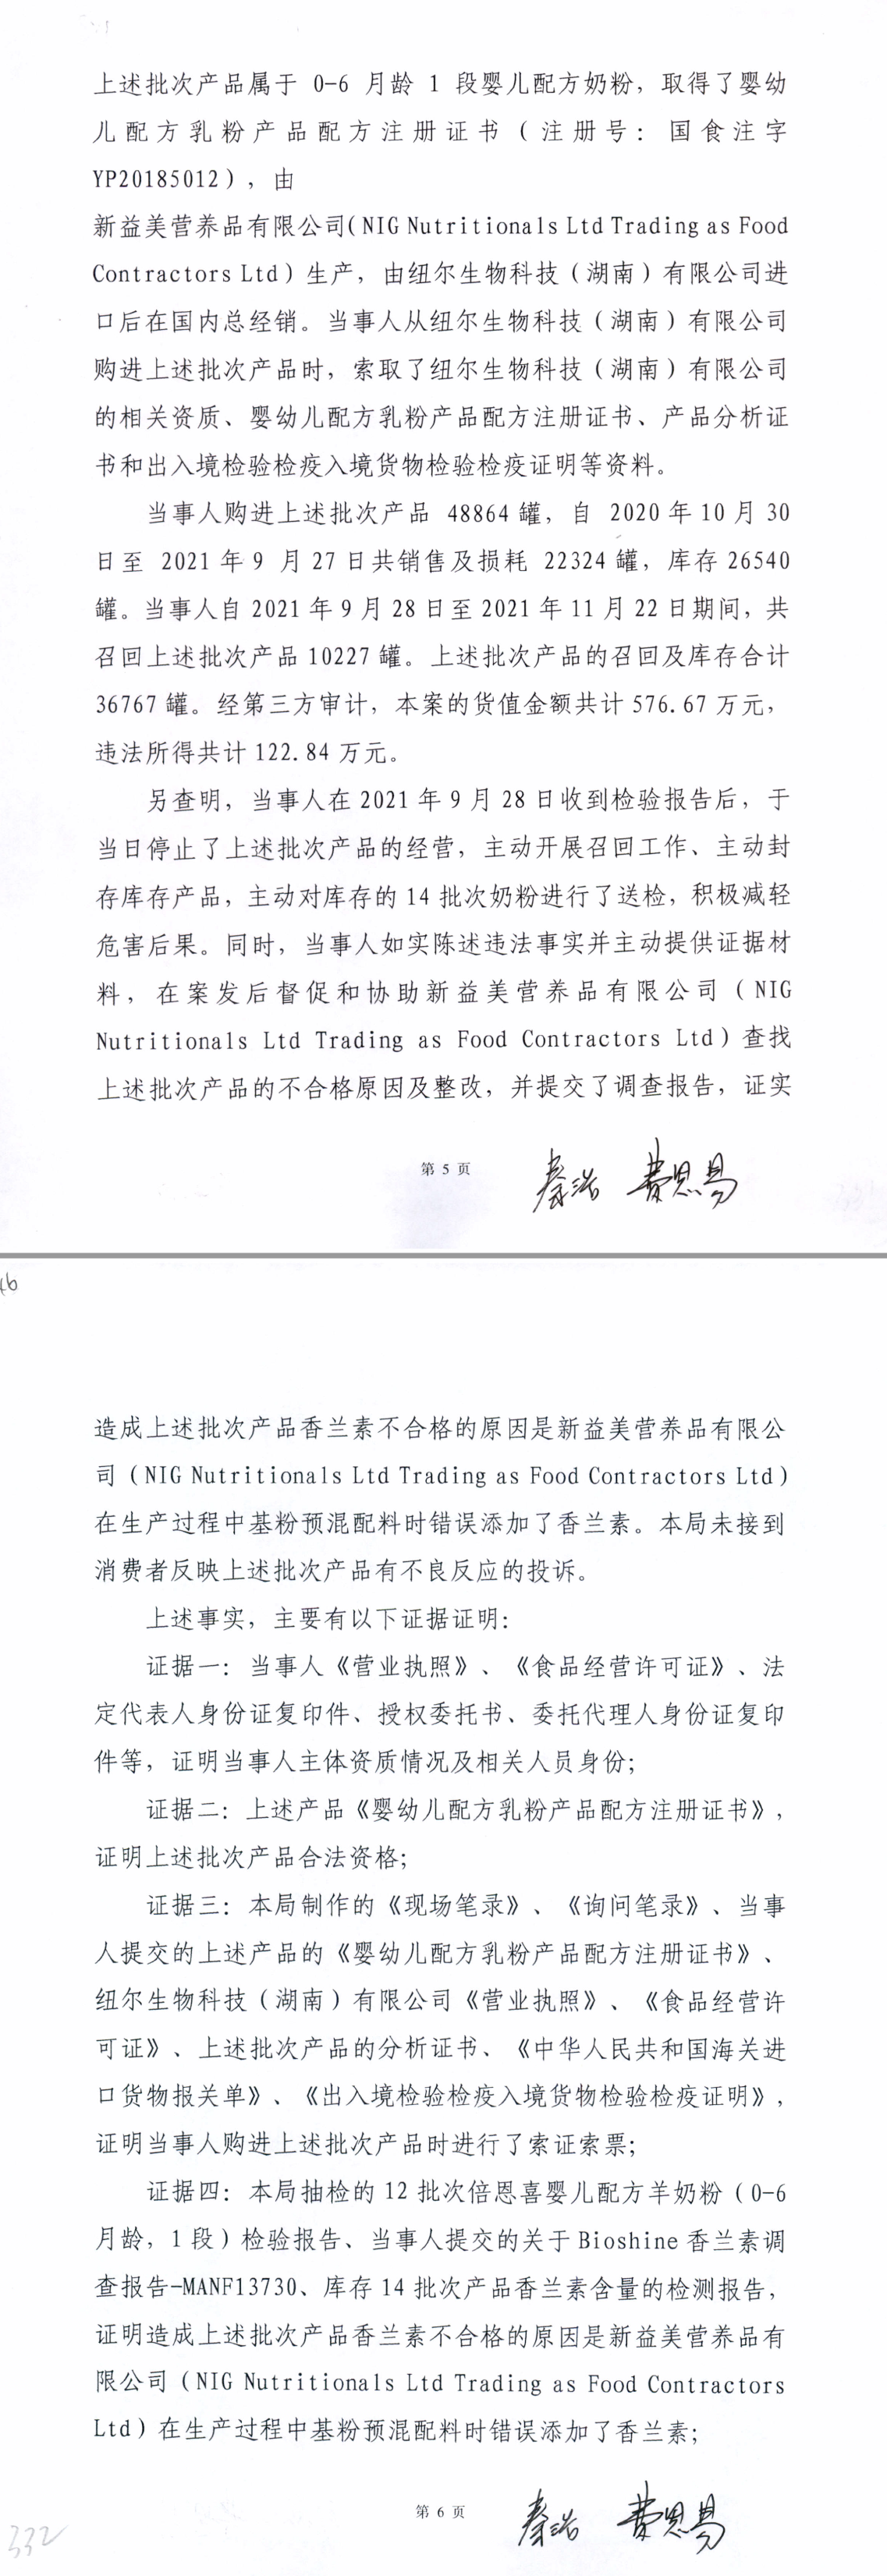 上述批次产品属于 0-6 月龄 1 段婴儿配方奶粉，取得了婴幼
儿配方乳粉产品配方注册证书（注册号：国食注字
YP20185012），由
新益美营养品有限公司(NIG Nutritionals Ltd Trading as Food
Contractors Ltd）生产，由纽尔生物科技（湖南）有限公司进
口后在国内总经销。当事人从纽尔生物科技（湖南）有限公司
购进上述批次产品时，索取了纽尔生物科技（湖南）有限公司
的相关资质、婴幼儿配方乳粉产品配方注册证书、产品分析证
书和出入境检验检疫入境货物检验检疫证明等资料。
当事人购进上述批次产品 48864 罐，自 2020 年 10 月 30
日至 2021 年 9 月 27 日共销售及损耗 22324 罐，库存 26540
罐。当事人自 2021 年 9 月 28 日至 2021 年 11 月 22 日期间，共
召回上述批次产品 10227 罐。上述批次产品的召回及库存合计
36767 罐。经第三方审计，本案的货值金额共计 576.67 万元，
违法所得共计 122.84 万元。
另查明，当事人在 2021 年 9 月 28 日收到检验报告后，于
当日停止了上述批次产品的经营，主动开展召回工作、主动封
存库存产品，主动对库存的 14 批次奶粉进行了送检，积极减轻
危害后果。同时，当事人如实陈述违法事实并主动提供证据材
料，在案发后督促和协助新益美营养品有限公司（NIG
Nutritionals Ltd Trading as Food Contractors Ltd）查找
上述批次产品的不合格原因及整改，并提交了调查报告，证实
第 5 页
秦浩 费思易
造成上述批次产品香兰素不合格的原因是新益美营养品有限公
司（NIG Nutritionals Ltd Trading as Food Contractors Ltd）
在生产过程中基粉预混配料时错误添加了香兰素。本局未接到
消费者反映上述批次产品有不良反应的投诉。
上述事实，主要有以下证据证明：
证据一：当事人《营业执照》、《食品经营许可证》、法
定代表人身份证复印件、授权委托书、委托代理人身份证复印
件等，证明当事人主体资质情况及相关人员身份；
证据二：上述产品《婴幼儿配方乳粉产品配方注册证书》，
证明上述批次产品合法资格；
证据三：本局制作的《现场笔录》、《询问笔录》、当事
人提交的上述产品的《婴幼儿配方乳粉产品配方注册证书》、
纽尔生物科技（湖南）有限公司《营业执照》、《食品经营许
可证》、上述批次产品的分析证书、《中华人民共和国海关进
口货物报关单》、《出入境检验检疫入境货物检验检疫证明》，
证明当事人购进上述批次产品时进行了索证索票；
证据四：本局抽检的 12 批次倍恩喜婴儿配方羊奶粉（0-6
月龄，1 段）检验报告、当事人提交的关于 Bioshine 香兰素调
查报告-MANF13730、库存 14 批次产品香兰素含量的检测报告，
证明造成上述批次产品香兰素不合格的原因是新益美营养品有
限公司（NIG Nutritionals Ltd Trading as Food Contractors
Ltd）在生产过程中基粉预混配料时错误添加了香兰素；
第 6 页
秦浩 费思易
332